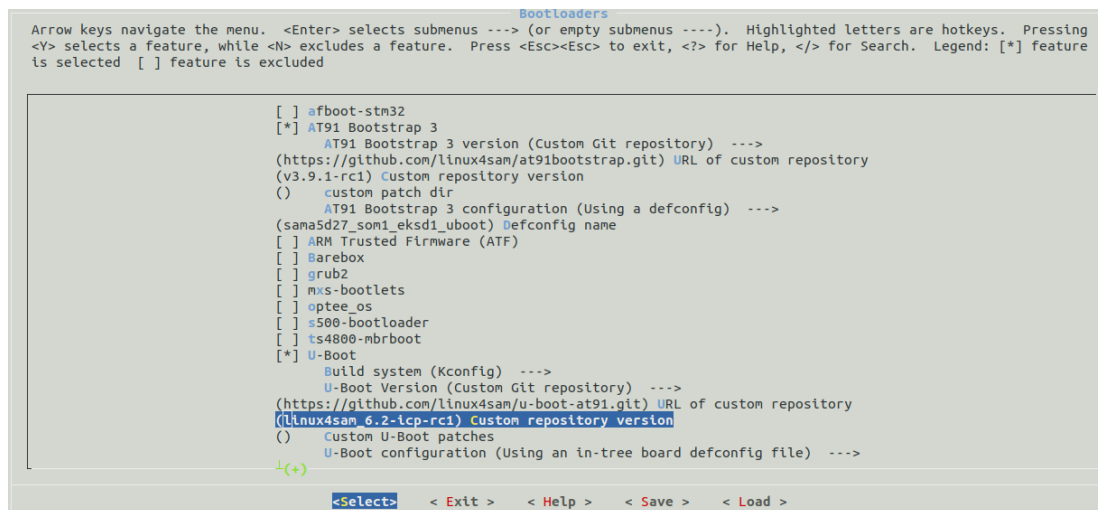 Bootloaders
Arrow keys navigate the menu.  <Enter> selects submenus ---> (or empty submenus ----).  Highlighted letters are hotkeys.  Pressing
<Y> selects a feature, while <N> excludes a feature.  Press <Esc><Esc> to exit, <?> for Help, </> for Search.  Legend: [*] feature
is selected  [ ] feature is excluded
[ ] afboot-stm32
[*] AT91 Bootstrap 3
AT91 Bootstrap 3 version (Custom Git repository)  --->
(https://github.com/linux4sam/at91bootstrap.git) URL of custom repository
(v3.9.1-rc1) Custom repository version
()    custom patch dir
AT91 Bootstrap 3 configuration (Using a defconfig)  --->
(sama5d27_som1_eksd1_uboot) Defconfig name
[ ] ARM Trusted Firmware (ATF)
[ ] Barebox
[ ] grub2
[ ] mxs-bootlets
[ ] optee_os
[ ] s500-bootloader
[ ] ts4800-mbrboot
[*] U-Boot
Build system (Kconfig)  --->
U-Boot Version (Custom Git repository)  --->
(https://github.com/linux4sam/u-boot-at91.git) URL of custom repository
(linux4sam_6.2-icp-rc1) Custom repository version
()    Custom U-Boot patches
U-Boot configuration (Using an in-tree board defconfig file)  --->
(+)
<Select>    < Exit >    < Help >    < Save >    < Load >